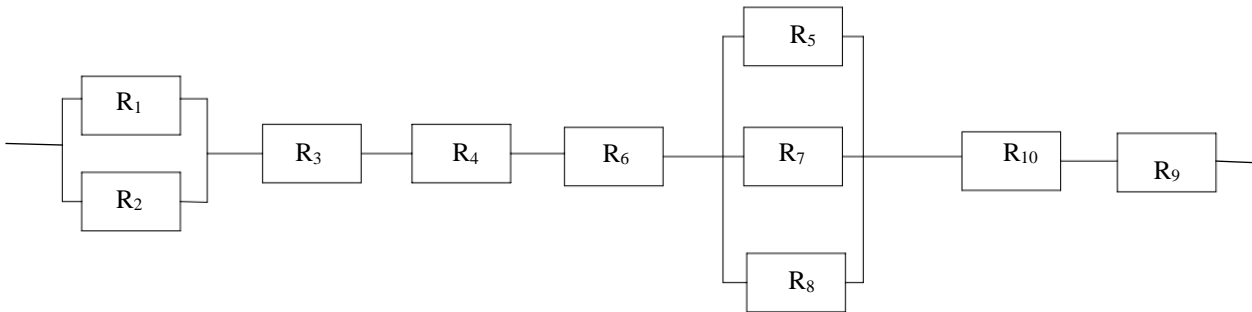 R₁
R₂
R₃
R₄
R₆
R₅
R₇
R₈
R₁₀
R₉